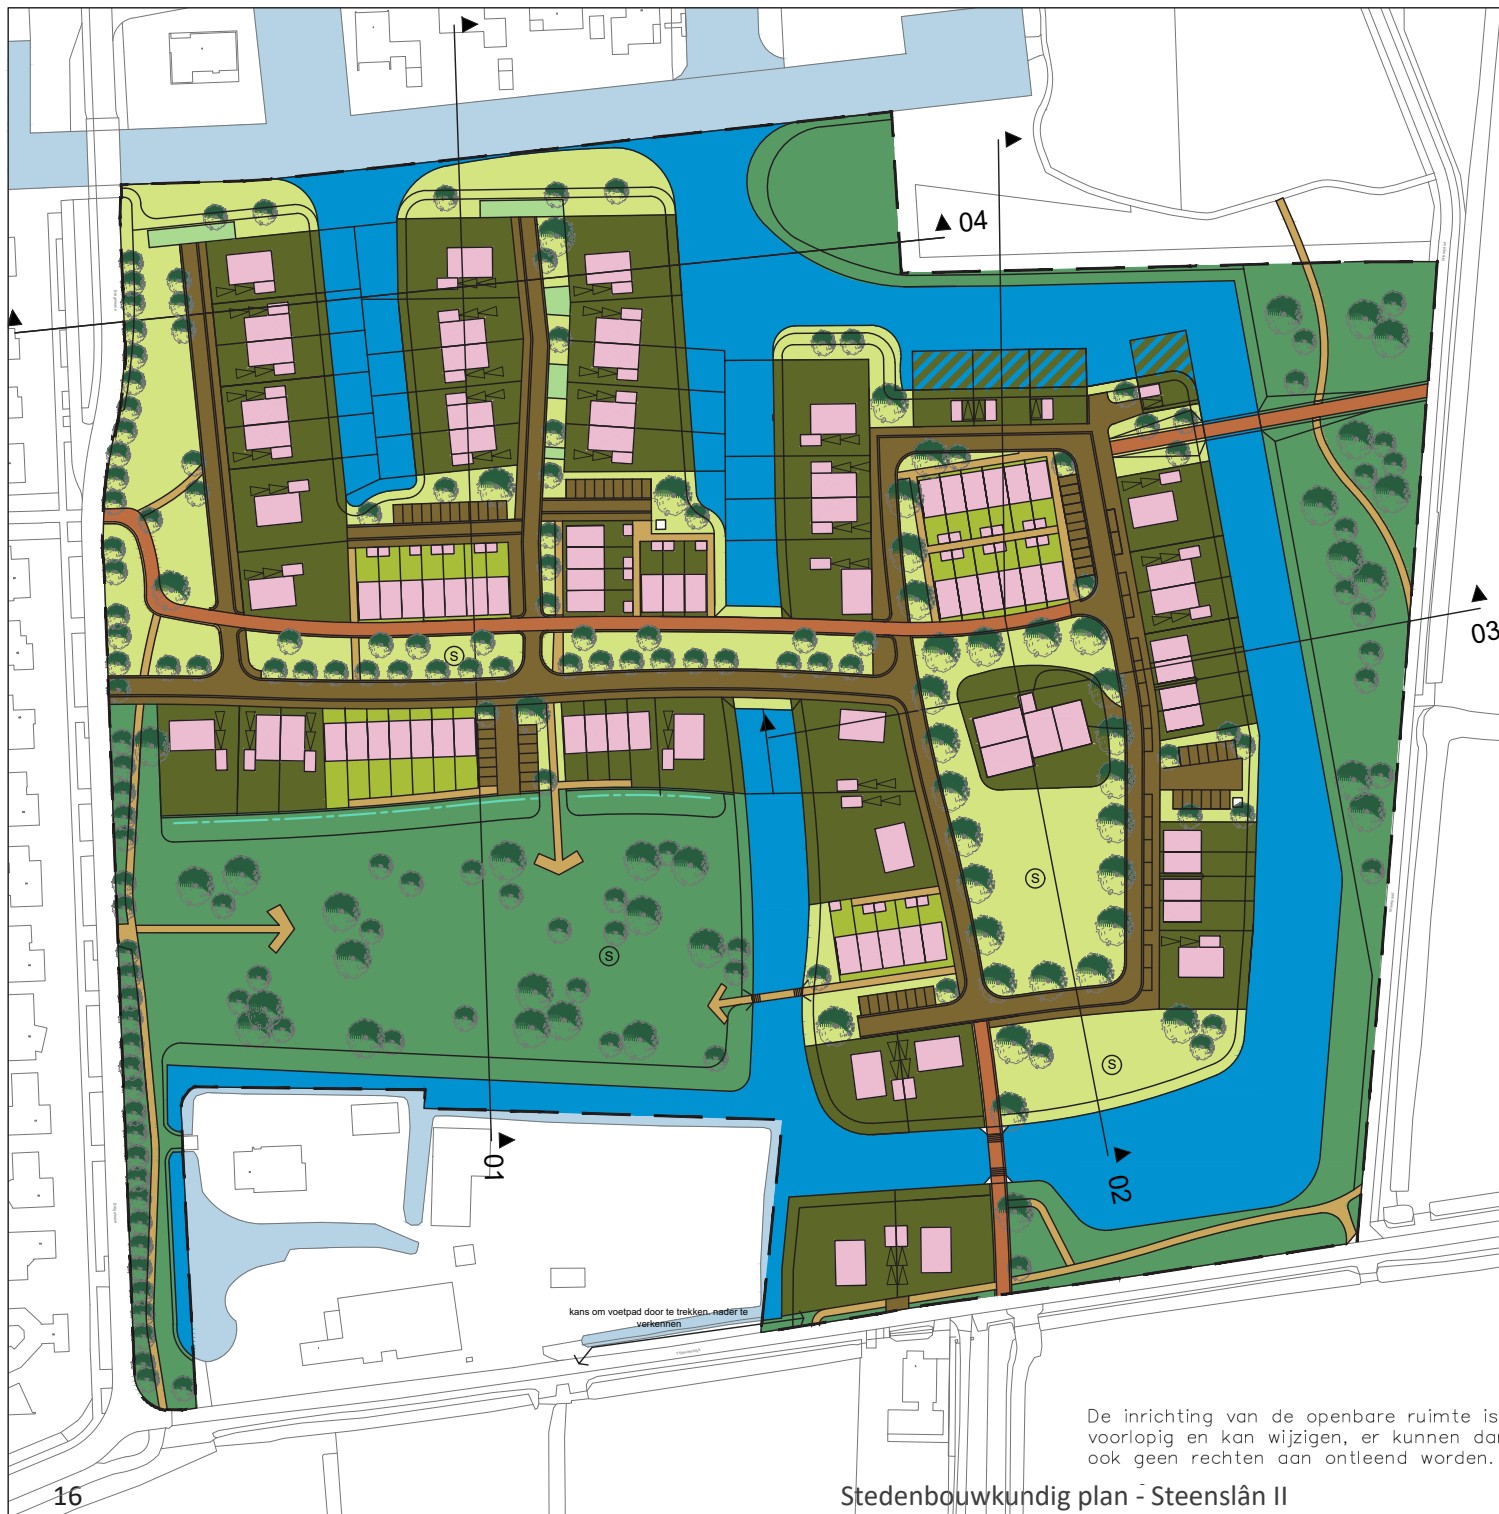 04
03
S
S
S
S
01
02
kans om voetpad door te trekken. nader te
verkennen
De inrichting van de openbare ruimte is
voorlopig en kan wijzigen, er kunnen dan
ook geen rechten aan ontleend worden.
16
Stedenbouwkundig plan - Steenslân II